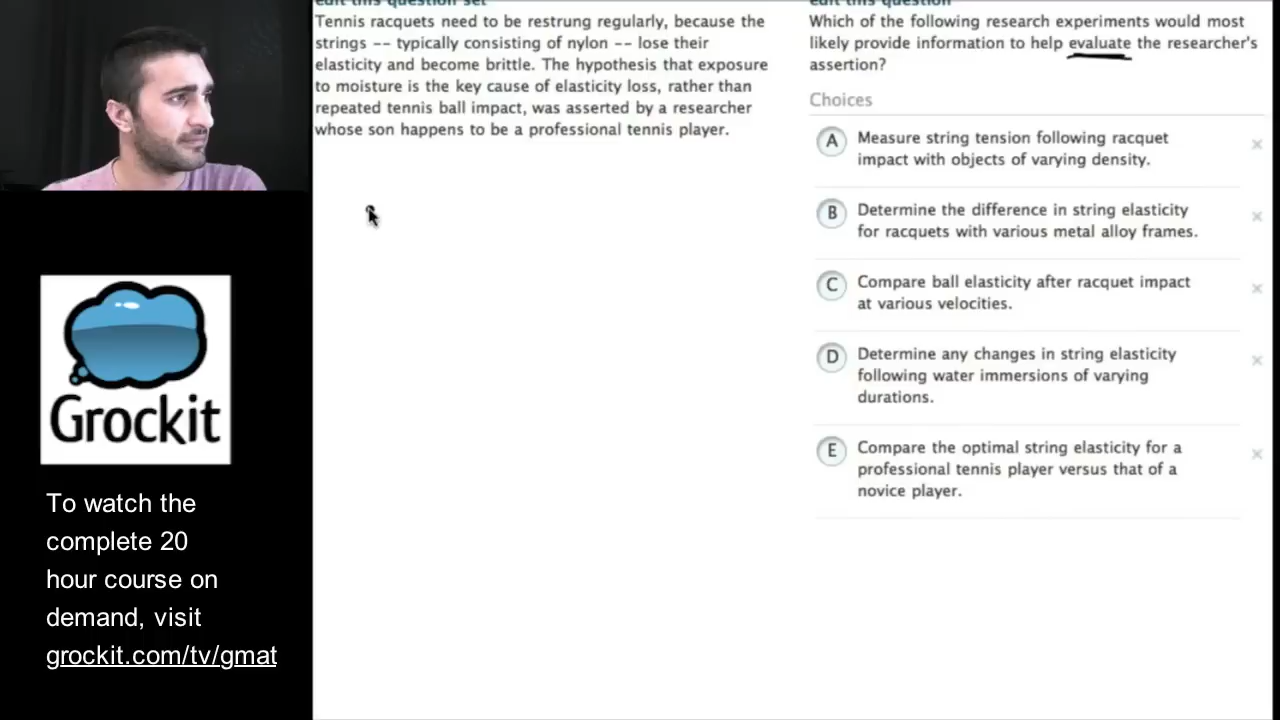 edit this question set
Tennis racquets need to be restrung regularly, because the
strings -- typically consisting of nylon -- lose their
elasticity and become brittle. The hypothesis that exposure
to moisture is the key cause of elasticity loss, rather than
repeated tennis ball impact, was asserted by a researcher
whose son happens to be a professional tennis player.
edit this question
Which of the following research experiments would most
likely provide information to help evaluate the researcher's
assertion?
Choices
A Measure string tension following racquet
impact with objects of varying density.
B Determine the difference in string elasticity
for racquets with various metal alloy frames.
C Compare ball elasticity after racquet impact
at various velocities.
D Determine any changes in string elasticity
following water immersions of varying
durations.
E Compare the optimal string elasticity for a
professional tennis player versus that of a
novice player.
Grockit
To watch the
complete 20
hour course on
demand, visit
grockit.com/tv/gmat